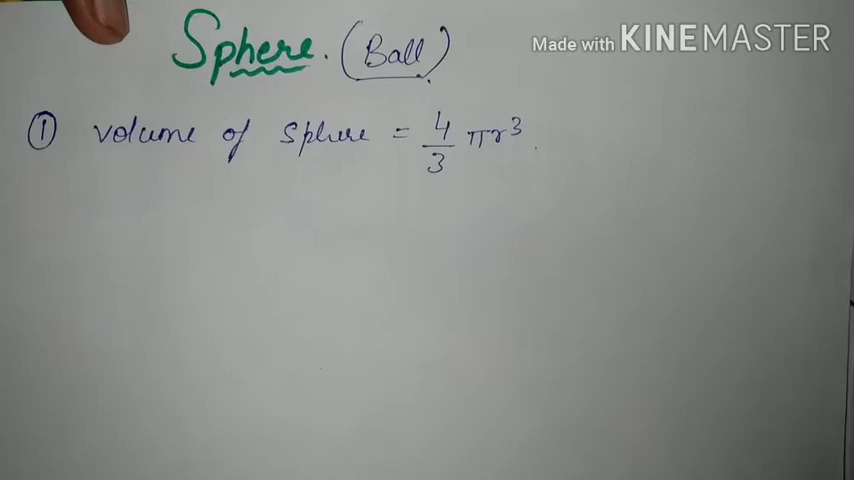 Sphere. (Ball)
Made with KINEMASTER
① volume of sphere = 4/3 πr³.